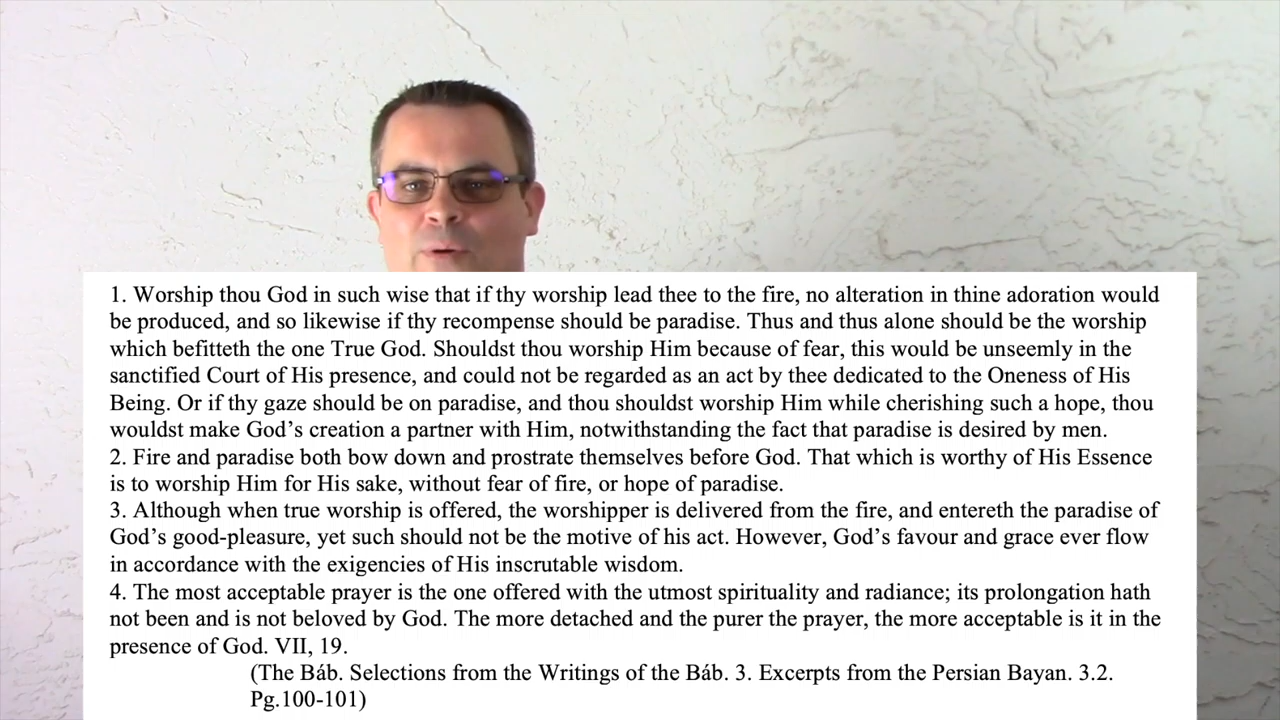 1. Worship thou God in such wise that if thy worship lead thee to the fire, no alteration in thine adoration would
be produced, and so likewise if thy recompense should be paradise. Thus and thus alone should be the worship
which befitteth the one True God. Shouldst thou worship Him because of fear, this would be unseemly in the
sanctified Court of His presence, and could not be regarded as an act by thee dedicated to the Oneness of His
Being. Or if thy gaze should be on paradise, and thou shouldst worship Him while cherishing such a hope, thou
wouldst make God’s creation a partner with Him, notwithstanding the fact that paradise is desired by men.
2. Fire and paradise both bow down and prostrate themselves before God. That which is worthy of His Essence
is to worship Him for His sake, without fear of fire, or hope of paradise.
3. Although when true worship is offered, the worshipper is delivered from the fire, and entereth the paradise of
God’s good-pleasure, yet such should not be the motive of his act. However, God’s favour and grace ever flow
in accordance with the exigencies of His inscrutable wisdom.
4. The most acceptable prayer is the one offered with the utmost spirituality and radiance; its prolongation hath
not been and is not beloved by God. The more detached and the purer the prayer, the more acceptable is it in the
presence of God. VII, 19.
(The Báb. Selections from the Writings of the Báb. 3. Excerpts from the Persian Bayan. 3.2.
Pg.100-101)